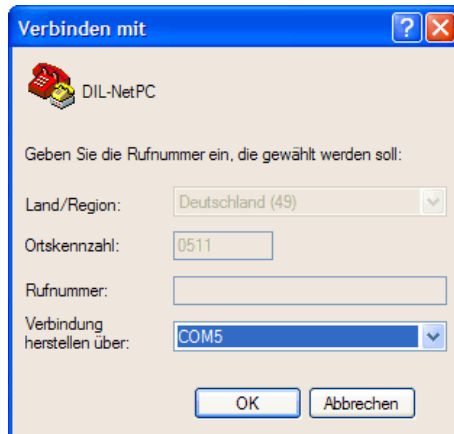 Verbinden mit
DIL-NetPC
Geben Sie die Rufnummer ein, die gewählt werden soll:
Land/Region: Deutschland (49)
Ortskennzahl: 0511
Rufnummer:
Verbindung
herstellen über: COM5
OK Abbrechen